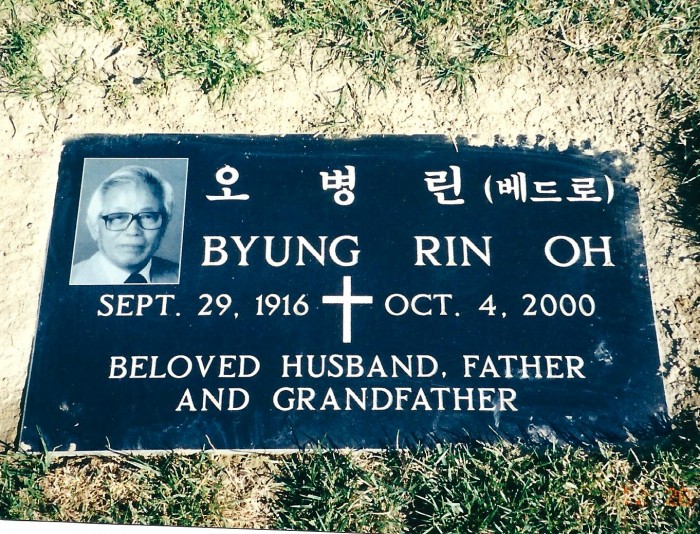 오 병 린 (베드로)
BYUNG RIN OH
SEPT. 29, 1916 OCT. 4, 2000
BELOVED HUSBAND, FATHER
AND GRANDFATHER